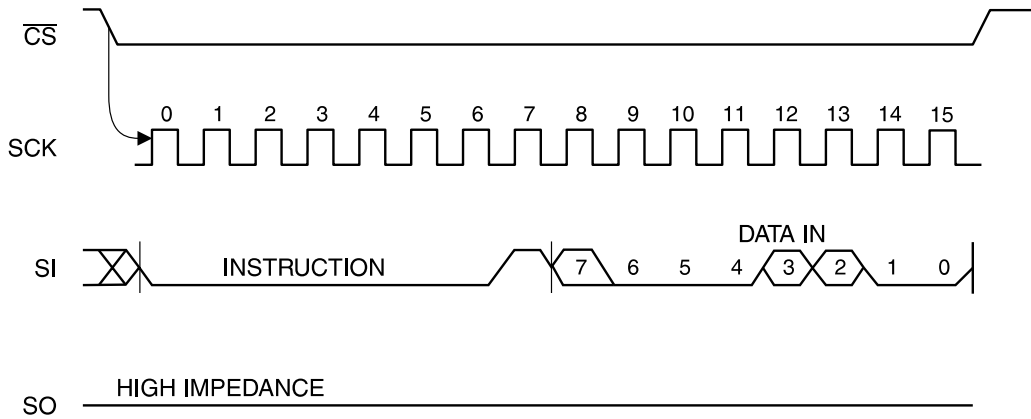 CS
0 1 2 3 4 5 6 7 8 9 10 11 12 13 14 15
SCK
DATA IN
SI INSTRUCTION 7 6 5 4 3 2 1 0
HIGH IMPEDANCE
SO